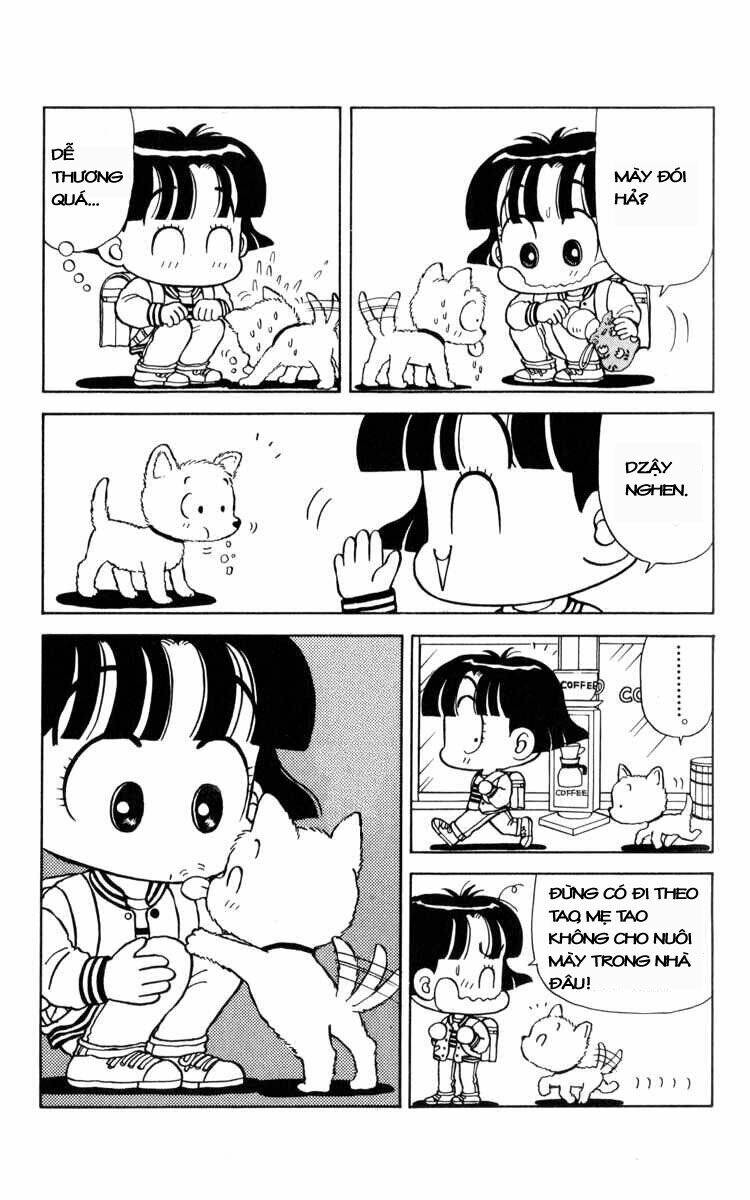 DỄ
THƯƠNG
QUÁ...
MÀY ĐÓI
HẢ?
DZẬY
NGHEN.
COFFEE
CO
COFFEE
.........
ĐỪNG CÓ ĐI THEO
TAO, MẸ TAO
KHÔNG CHO NUÔI
MÀY TRONG NHÀ
ĐÂU!